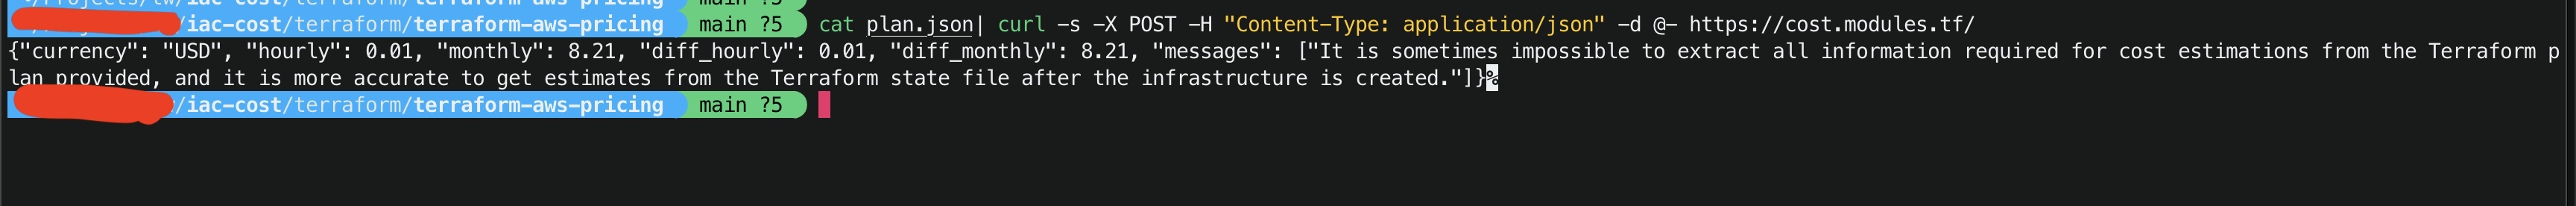 /iac-cost/terraform/terraform-aws-pricing main ?5 cat plan.json| curl -s -X POST -H "Content-Type: application/json" -d @- https://cost.modules.tf/
{"currency": "USD", "hourly": 0.01, "monthly": 8.21, "diff_hourly": 0.01, "diff_monthly": 8.21, "messages": ["It is sometimes impossible to extract all information required for cost estimations from the Terraform p
lan provided, and it is more accurate to get estimates from the Terraform state file after the infrastructure is created."]}%
/iac-cost/terraform/terraform-aws-pricing main ?5